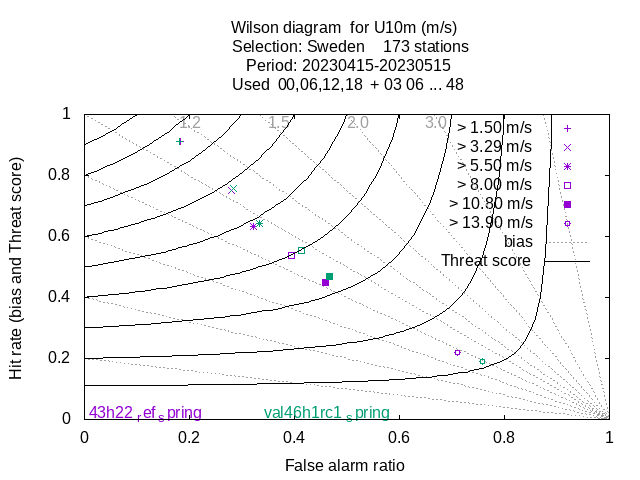 Wilson diagram  for U10m (m/s)
Selection: Sweden    173 stations
Period: 20230415-20230515
Used  00,06,12,18  + 03 06 ... 48
Hit rate (bias and Threat score)
1
0.8
0.6
0.4
0.2
0
1.2
1.5
2.0
3.0
> 1.50 m/s
> 3.29 m/s
> 5.50 m/s
> 8.00 m/s
> 10.80 m/s
> 13.90 m/s
bias
Threat score
43h22_ref_spring
val46h1rc1_spring
0 0.2 0.4 0.6 0.8 1
False alarm ratio